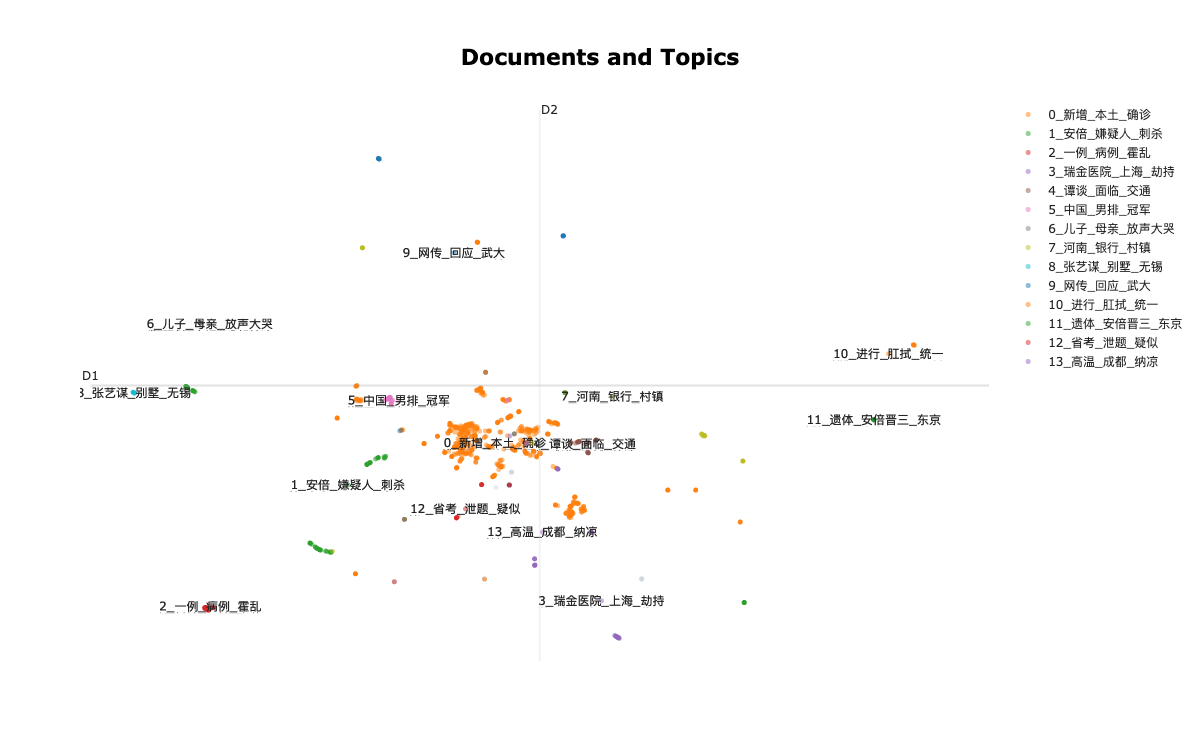 Documents and Topics
D2
0_新增_本土_确诊
1_安倍_嫌疑人_刺杀
2_一例_病例_霍乱
3_瑞金医院_上海_劫持
4_谭谈_面临_交通
5_中国_男排_冠军
6_儿子_母亲_放声大哭
7_河南_银行_村镇
8_张艺谋_别墅_无锡
9_网传_回应_武大
10_进行_肛拭_统一
11_遗体_安倍晋三_东京
12_省考_泄题_疑似
13_高温_成都_纳凉
9_网传_回应_武大
6_儿子_母亲_放声大哭
10_进行_肛拭_统一
D1
8_张艺谋_别墅_无锡
5_中国_男排_冠军
7_河南_银行_村镇
11_遗体_安倍晋三_东京
0_新增_本土_确诊
谭谈_面临_交通
1_安倍_嫌疑人_刺杀
12_省考_泄题_疑似
13_高温_成都_纳凉
2_一例_病例_霍乱
3_瑞金医院_上海_劫持